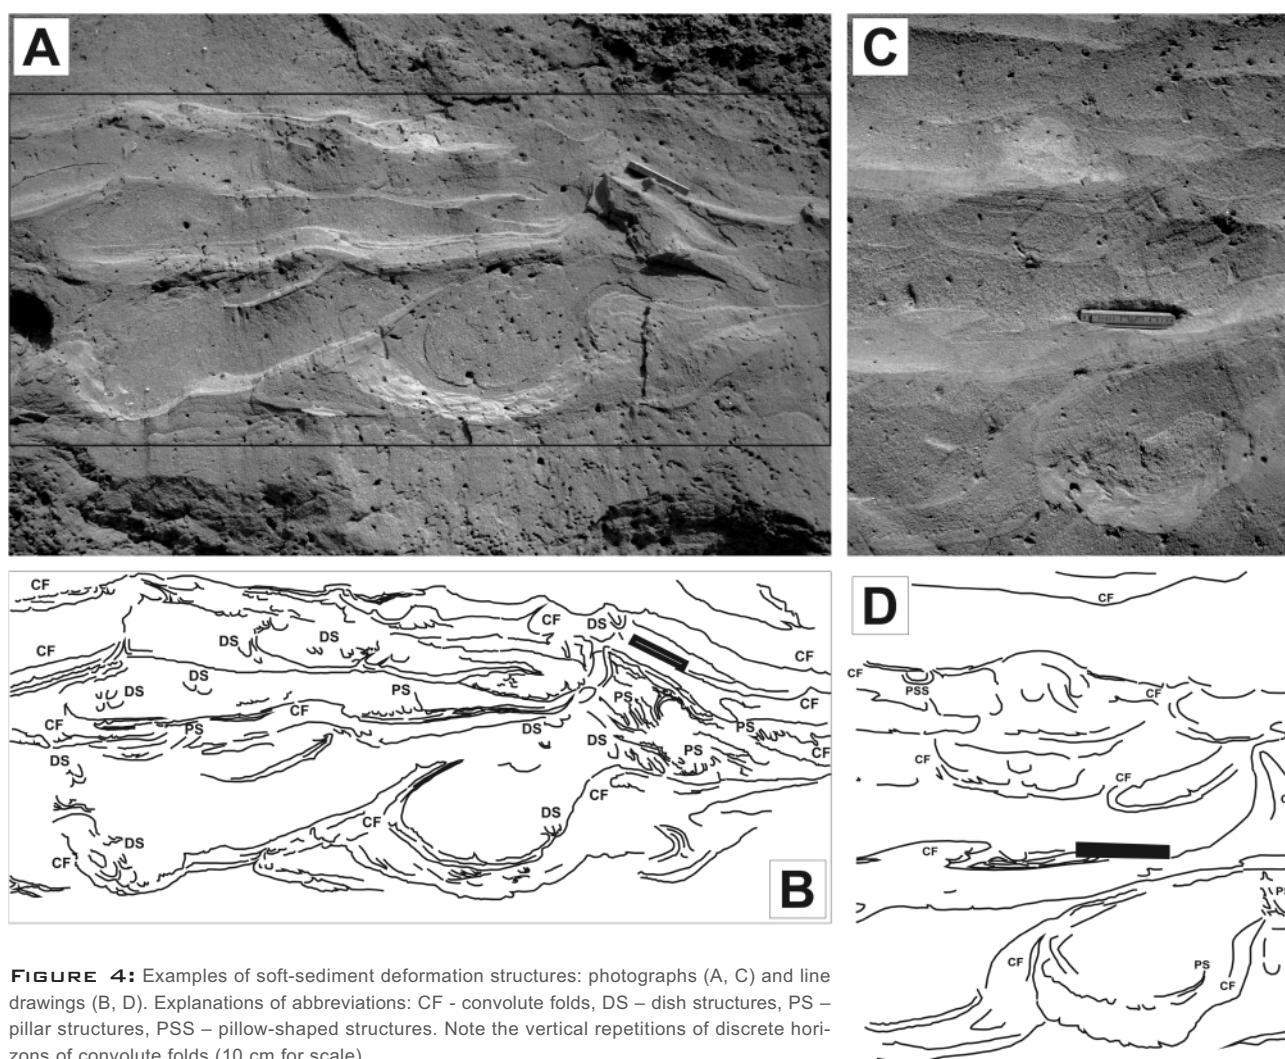 A
C
CF
DS
DS
CF
DS
CF
CF
DS
DS
PS
PS
CF
CF
CF
PS
DS
DS
PS
PS
CF
DS
CF
CF
DS
DS
CF
B
D
CF
CF
PSS
CF
CF
CF
CF
PS
CF
PS
CF
FIGURE 4: Examples of soft-sediment deformation structures: photographs (A, C) and line
drawings (B, D). Explanations of abbreviations: CF - convolute folds, DS – dish structures, PS –
pillar structures, PSS – pillow-shaped structures. Note the vertical repetitions of discrete hori-
zons of convolute folds (10 cm for scale).